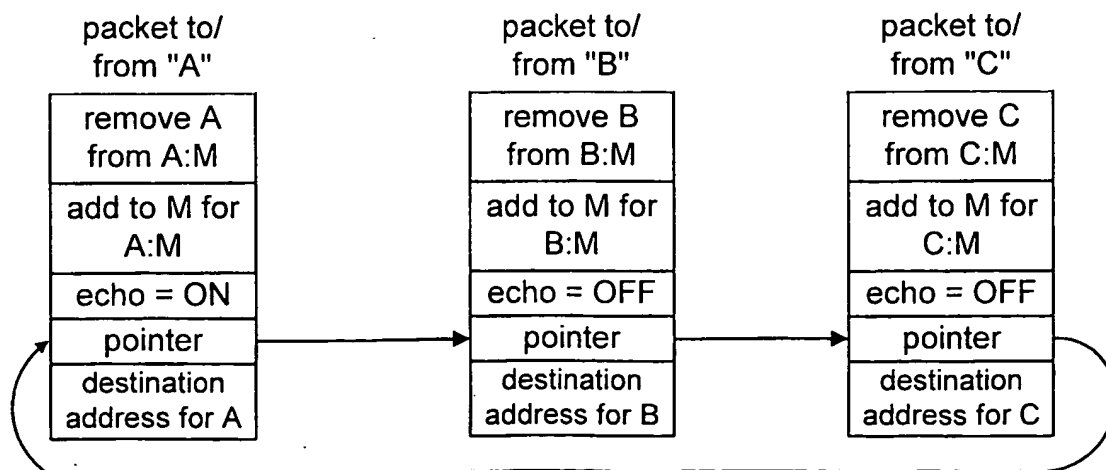 packet to/
from "A"
remove A
from A:M
add to M for
A:M
echo = ON
pointer
destination
address for A
packet to/
from "B"
remove B
from B:M
add to M for
B:M
echo = OFF
pointer
destination
address for B
packet to/
from "C"
remove C
from C:M
add to M for
C:M
echo = OFF
pointer
destination
address for C